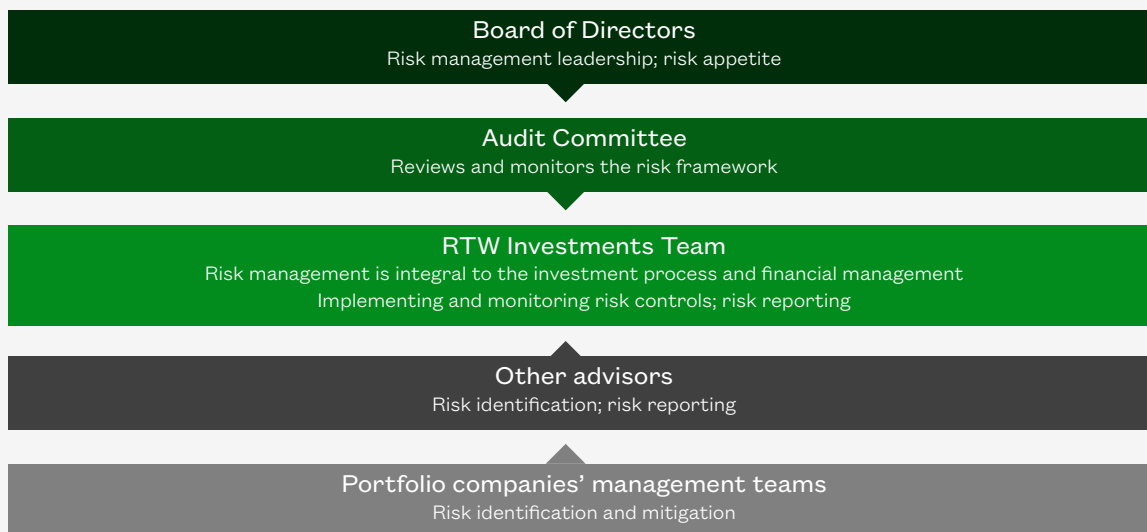 Board of Directors
Risk management leadership; risk appetite
Audit Committee
Reviews and monitors the risk framework
RTW Investments Team
Risk management is integral to the investment process and financial management
Implementing and monitoring risk controls; risk reporting
Other advisors
Risk identification; risk reporting
Portfolio companies’ management teams
Risk identification and mitigation